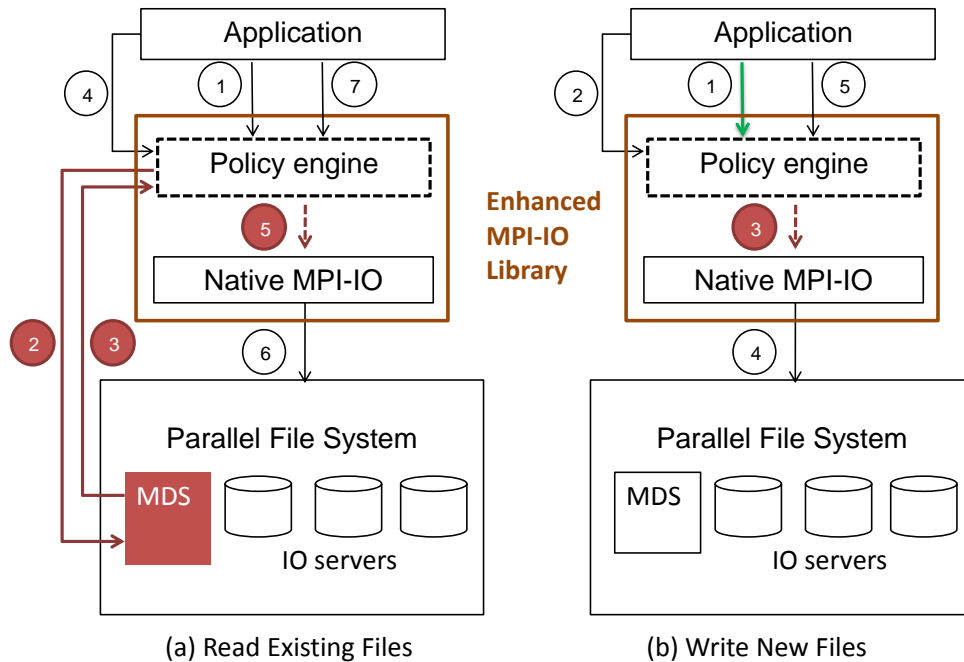 Application
4
1
7
Policy engine
5
Native MPI-IO
2
3
6
Parallel File System
MDS
IO servers
(a) Read Existing Files
Enhanced
MPI-IO
Library
Application
2
1
5
Policy engine
3
Native MPI-IO
4
Parallel File System
MDS
IO servers
(b) Write New Files